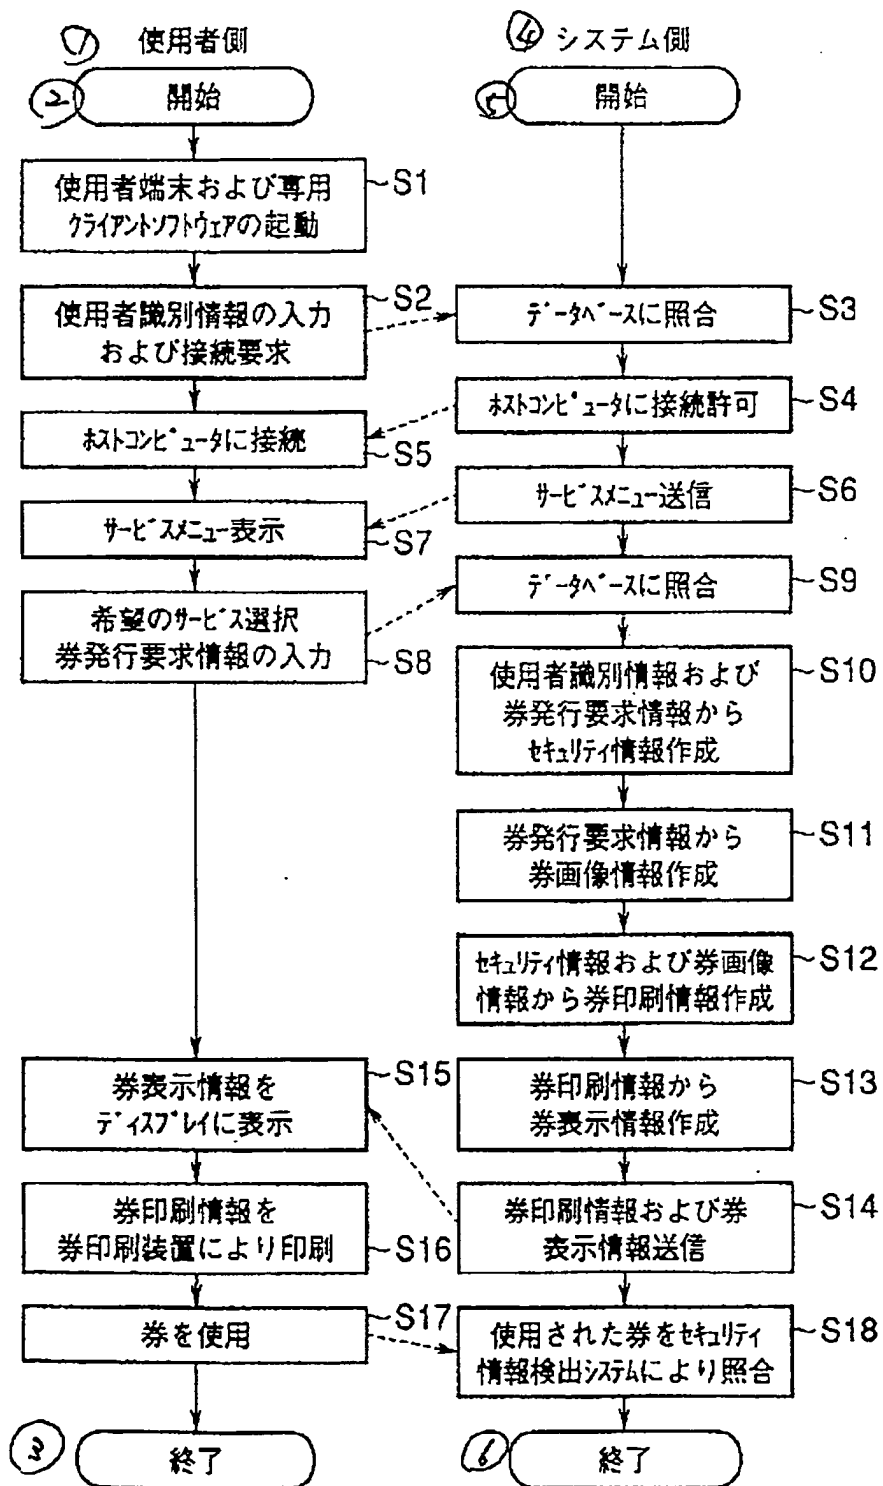 ① 使用者側
② 開始
使用者端末および専用
クライアントソフトウェアの起動
S1
使用者識別情報の入力
および接続要求
S2
ホストコンピュータに接続
S5
サービスメニュー表示
S7
希望のサービス選択
券発行要求情報の入力
S8
券表示情報を
ディスプレイに表示
S15
券印刷情報を
券印刷装置により印刷
S16
券を使用
S17
③ 終了
④ システム側
⑤ 開始
データベースに照合
S3
ホストコンピュータに接続許可
S4
サービスメニュー送信
S6
データベースに照合
S9
使用者識別情報および
券発行要求情報から
セキュリティ情報作成
S10
券発行要求情報から
券画像情報作成
S11
セキュリティ情報および券画像
情報から券印刷情報作成
S12
券印刷情報から
券表示情報作成
S13
券印刷情報および券
表示情報送信
S14
使用された券をセキュリティ
情報検出システムにより照合
S18
⑥ 終了